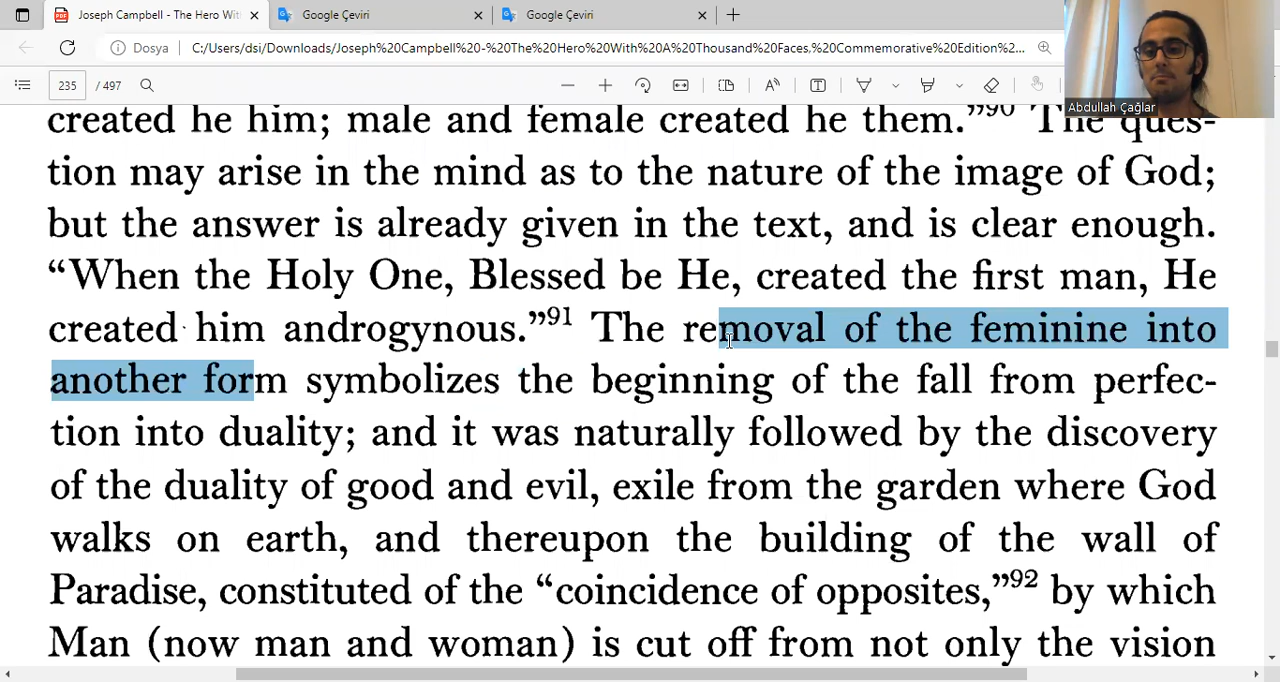 Joseph Campbell - The Hero Wit
Google Çeviri
Google Çeviri
Dosya
C:/Users/dsi/Downloads/Joseph%20Campbell%20-%20The%20Hero%20With%20A%20Thousand%20Faces,%20Commemorative%20Edition%20...
235 / 497
Abdullah Çağlar
created he him; male and female created he them.”90 The ques-
tion may arise in the mind as to the nature of the image of God;
but the answer is already given in the text, and is clear enough.
“When the Holy One, Blessed be He, created the first man, He
created him androgynous.”91 The removal of the feminine into
another form symbolizes the beginning of the fall from perfec-
tion into duality; and it was naturally followed by the discovery
of the duality of good and evil, exile from the garden where God
walks on earth, and thereupon the building of the wall of
Paradise, constituted of the “coincidence of opposites,”92 by which
Man (now man and woman) is cut off from not only the vision